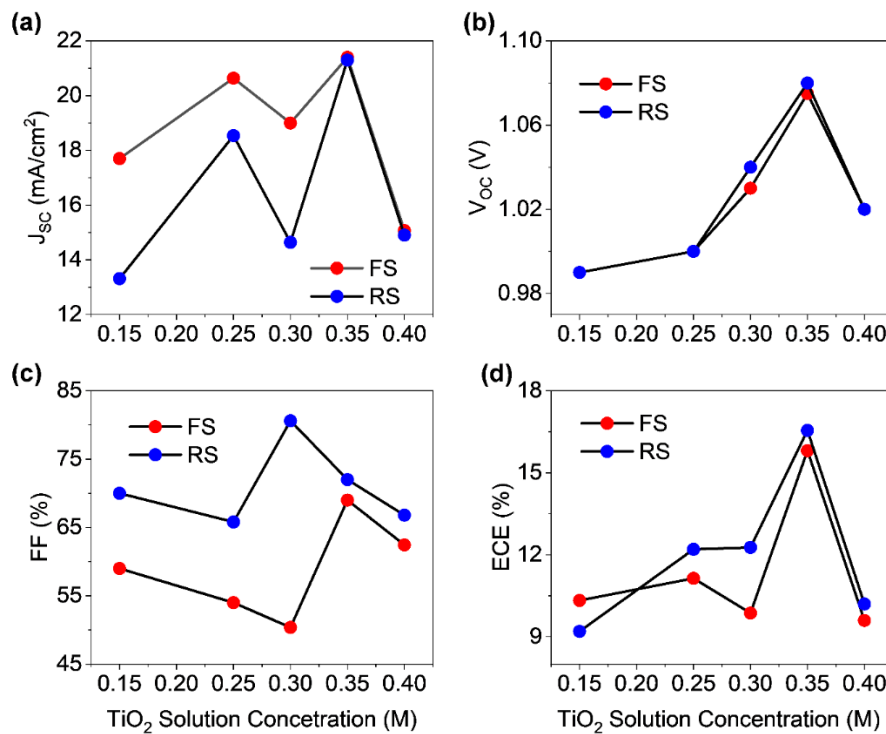 (a)
22
20
18
16
14
12
J_SC (mA/cm²)
FS
RS
0.15 0.20 0.25 0.30 0.35 0.40
(b)
1.10
1.06
1.02
0.98
V_OC (V)
FS
RS
0.15 0.20 0.25 0.30 0.35 0.40
(c)
85
75
65
55
45
FF (%)
FS
RS
0.15 0.20 0.25 0.30 0.35 0.40
TiO₂ Solution Concetration (M)
(d)
18
15
12
9
ECE (%)
FS
RS
0.15 0.20 0.25 0.30 0.35 0.40
TiO₂ Solution Concentration (M)